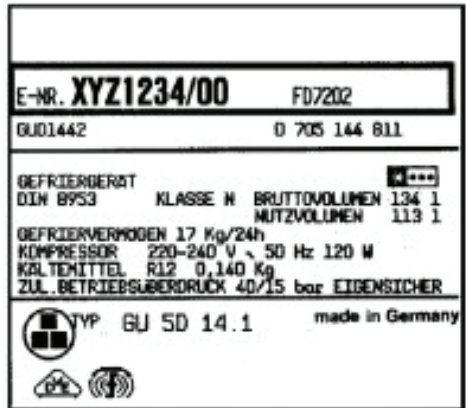 E-NR. XYZ1234/00 FD7202
GUD1442 0 705 144 811
GEFRIERGERÄT
DIN 8953 KLASSE N BRUTTOVOLUMEN 134 l
NUTZVOLUMEN 113 l
GEFRIERVERMÖGEN 17 Kg/24h
KOMPRESSOR 220-240 V ~ 50 Hz 120 W
KÄLTEMITTEL R12 0,140 Kg
ZUL.BETRIEBSÜBERDRUCK 40/15 bar EIGENSICHER
TYP GU 5D 14.1 made in Germany